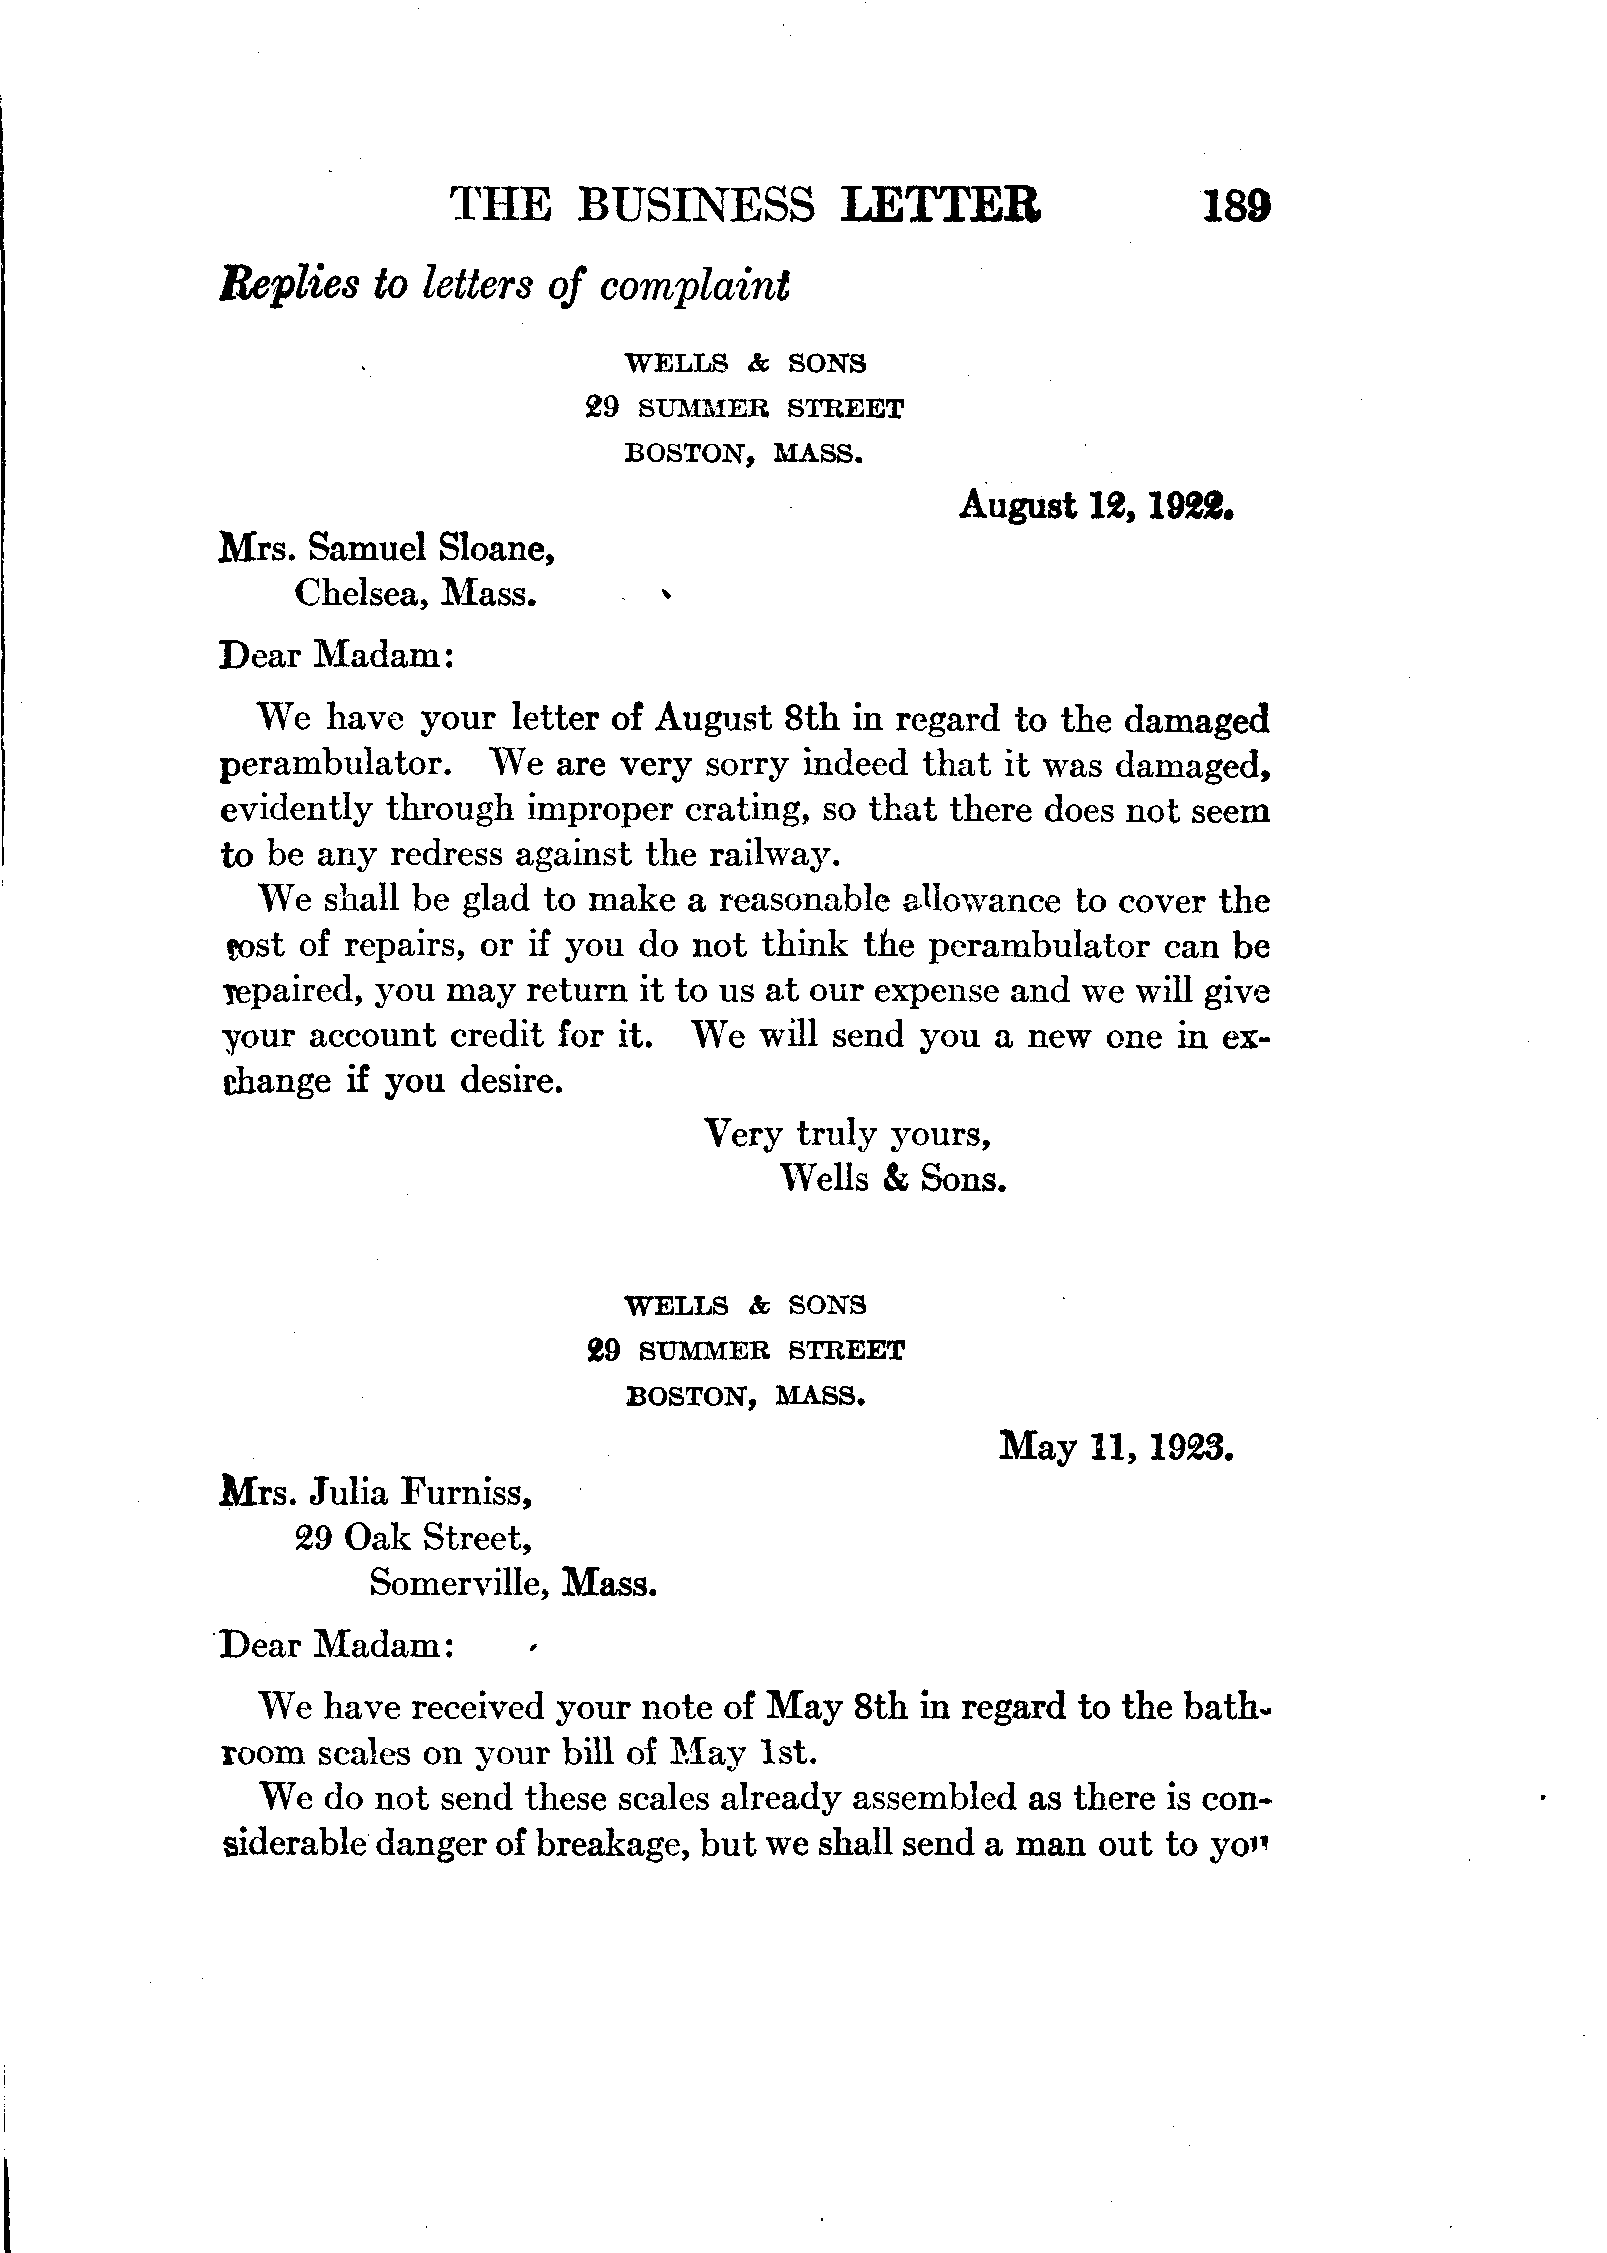 THE BUSINESS LETTER 189
Replies to letters of complaint
WELLS & SONS
29 SUMMER STREET
BOSTON, MASS.
August 12, 1922.
Mrs. Samuel Sloane,
Chelsea, Mass.
Dear Madam:
We have your letter of August 8th in regard to the damaged
perambulator. We are very sorry indeed that it was damaged,
evidently through improper crating, so that there does not seem
to be any redress against the railway.
We shall be glad to make a reasonable allowance to cover the
cost of repairs, or if you do not think the perambulator can be
repaired, you may return it to us at our expense and we will give
your account credit for it. We will send you a new one in ex-
change if you desire.
Very truly yours,
Wells & Sons.
WELLS & SONS
29 SUMMER STREET
BOSTON, MASS.
May 11, 1923.
Mrs. Julia Furniss,
29 Oak Street,
Somerville, Mass.
Dear Madam:
We have received your note of May 8th in regard to the bath-
room scales on your bill of May 1st.
We do not send these scales already assembled as there is con-
siderable danger of breakage, but we shall send a man out to you